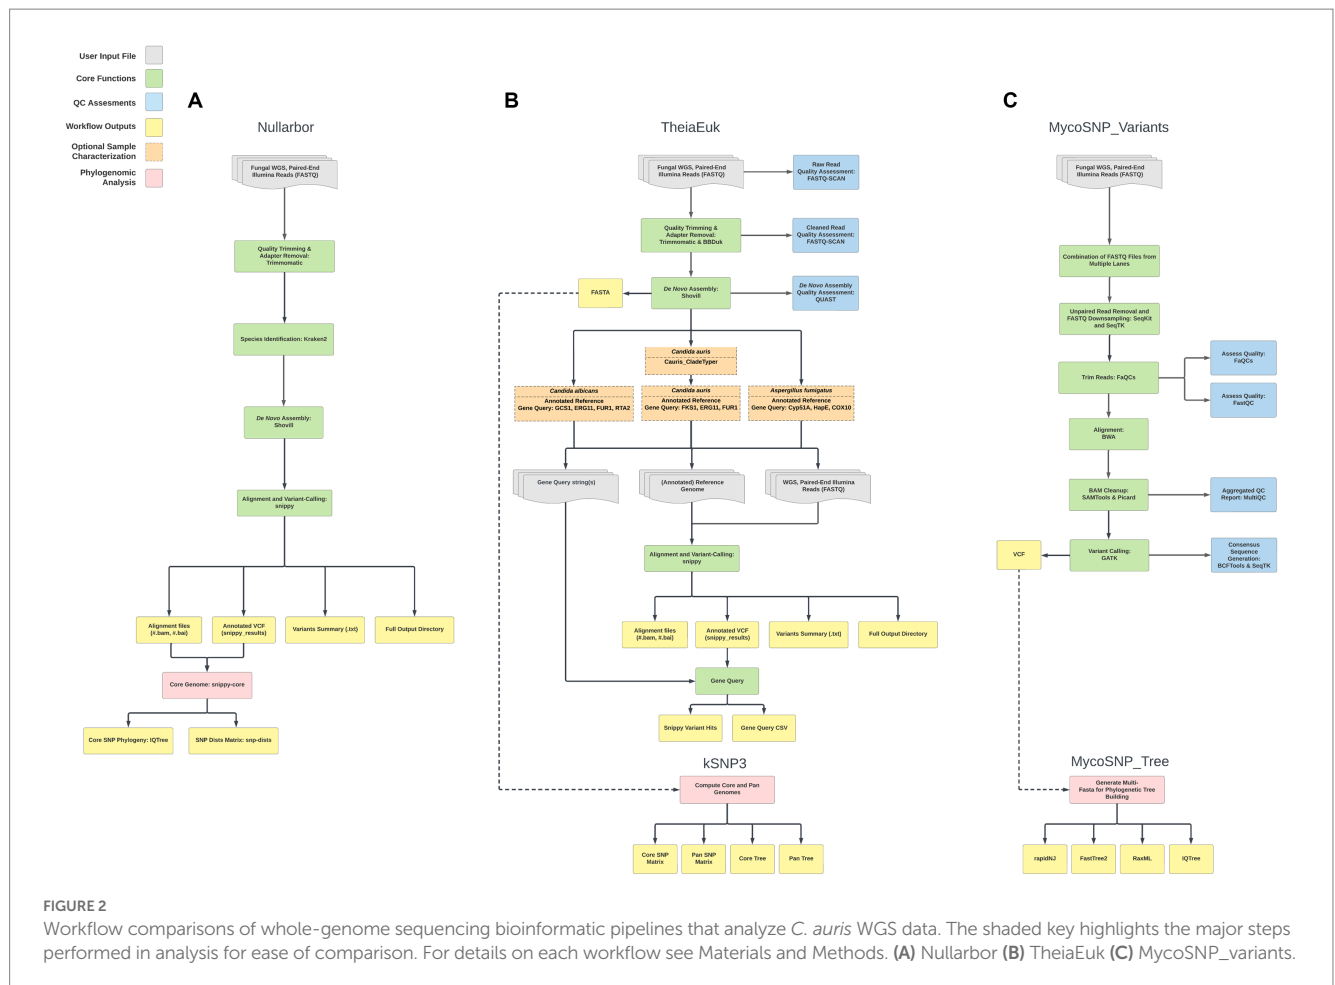 User Input File
Core Functions
QC Assesments
Workflow Outputs
Optional Sample
Characterization
Phylogenomic
Analysis
A
Nullarbor
Fungal WGS, Paired-End
Illumina Reads (FASTQ)
Quality Trimming &
Adapter Removal:
Trimmomatic
Species Identification: Kraken2
De Novo Assembly:
Shovill
Alignment and Variant-Calling:
snippy
Alignment files
(#.bam, #.bai)
Annotated VCF
(snippy_results)
Variants Summary (.txt)
Full Output Directory
Core Genome: snippy-core
Core SNP Phylogeny: IQTree
SNP Dists Matrix: snp-dists
B
TheiaEuk
Fungal WGS, Paired-End
Illumina Reads (FASTQ)
Raw Read
Quality Assessment:
FASTQ-SCAN
Quality Trimming &
Adapter Removal:
Trimmomatic & BBDuk
Cleaned Read
Quality Assessment:
FASTQ-SCAN
FASTA
De Novo Assembly:
Shovill
De Novo Assembly
Quality Assessment:
QUAST
Candida auris
Cauris_CladeTyper
Candida albicans
Annotated Reference
Gene Query: GCS1, ERG11, FUR1, RTA2
Candida auris
Annotated Reference
Gene Query: FKS1, ERG11, FUR1
Aspergillus fumigatus
Annotated Reference
Gene Query: Cyp51A, HapE, COX10
Gene Query string(s)
(Annotated) Reference
Genome
WGS, Paired-End Illumina
Reads (FASTQ)
Alignment and Variant-Calling:
snippy
Alignment files
(#.bam, #.bai)
Annotated VCF
(snippy_results)
Variants Summary (.txt)
Full Output Directory
Gene Query
Snippy Variant Hits
Gene Query CSV
kSNP3
Compute Core and Pan
Genomes
Core SNP
Matrix
Pan SNP
Matrix
Core Tree
Pan Tree
C
MycoSNP_Variants
Fungal WGS, Paired-End
Illumina Reads (FASTQ)
Combination of FASTQ Files from
Multiple Lanes
Unpaired Read Removal and
FASTQ Downsampling: SeqKit
and SeqTK
Trim Reads: FaQCs
Assess Quality:
FaQCs
Assess Quality:
FastQC
Alignment:
BWA
BAM Cleanup:
SAMTools & Picard
Aggregated QC
Report: MultiQC
VCF
Variant Calling:
GATK
Consensus
Sequence
Generation:
BCFTools & SeqTK
MycoSNP_Tree
Generate Multi-
Fasta for Phylogenetic Tree
Building
rapidNJ
FastTree2
RaxML
IQTree
FIGURE 2
Workflow comparisons of whole-genome sequencing bioinformatic pipelines that analyze C. auris WGS data. The shaded key highlights the major steps
performed in analysis for ease of comparison. For details on each workflow see Materials and Methods. (A) Nullarbor (B) TheiaEuk (C) MycoSNP_variants.